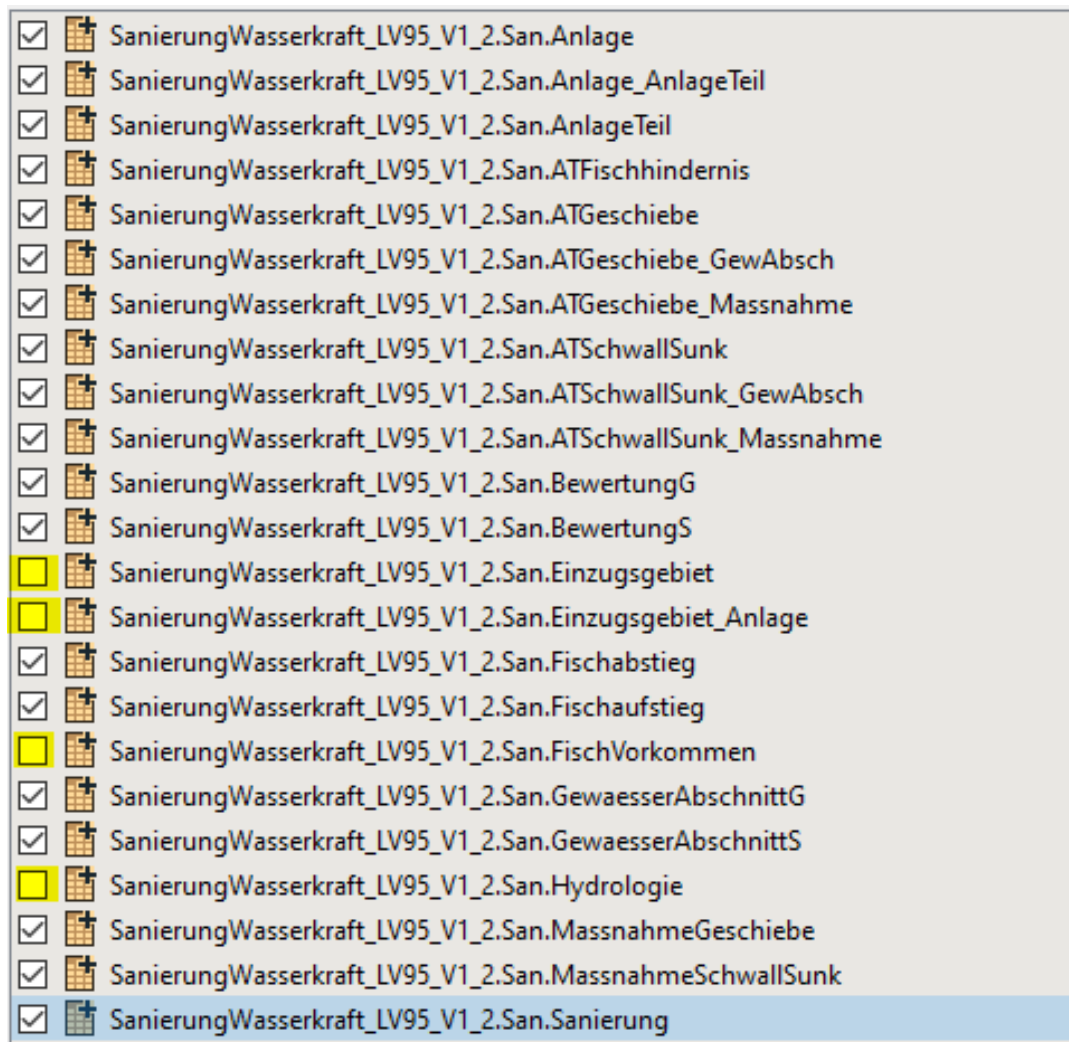 SanierungWasserkraft_LV95_V1_2.San.Anlage
SanierungWasserkraft_LV95_V1_2.San.Anlage_AnlageTeil
SanierungWasserkraft_LV95_V1_2.San.AnlageTeil
SanierungWasserkraft_LV95_V1_2.San.ATFischhindernis
SanierungWasserkraft_LV95_V1_2.San.ATGeschiebe
SanierungWasserkraft_LV95_V1_2.San.ATGeschiebe_GewAbsch
SanierungWasserkraft_LV95_V1_2.San.ATGeschiebe_Massnahme
SanierungWasserkraft_LV95_V1_2.San.ATSchwallSunk
SanierungWasserkraft_LV95_V1_2.San.ATSchwallSunk_GewAbsch
SanierungWasserkraft_LV95_V1_2.San.ATSchwallSunk_Massnahme
SanierungWasserkraft_LV95_V1_2.San.BewertungG
SanierungWasserkraft_LV95_V1_2.San.BewertungS
SanierungWasserkraft_LV95_V1_2.San.Einzugsgebiet
SanierungWasserkraft_LV95_V1_2.San.Einzugsgebiet_Anlage
SanierungWasserkraft_LV95_V1_2.San.Fischabstieg
SanierungWasserkraft_LV95_V1_2.San.Fischaufstieg
SanierungWasserkraft_LV95_V1_2.San.FischVorkommen
SanierungWasserkraft_LV95_V1_2.San.GewaesserAbschnittG
SanierungWasserkraft_LV95_V1_2.San.GewaesserAbschnittS
SanierungWasserkraft_LV95_V1_2.San.Hydrologie
SanierungWasserkraft_LV95_V1_2.San.MassnahmeGeschiebe
SanierungWasserkraft_LV95_V1_2.San.MassnahmeSchwallSunk
SanierungWasserkraft_LV95_V1_2.San.Sanierung